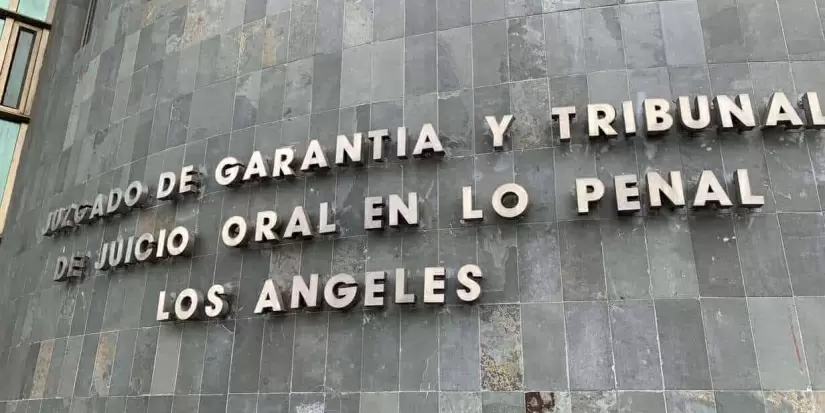 JUZGADO DE GARANTIA Y TRIBUNAL
DE JUICIO ORAL EN LO PENAL
LOS ANGELES